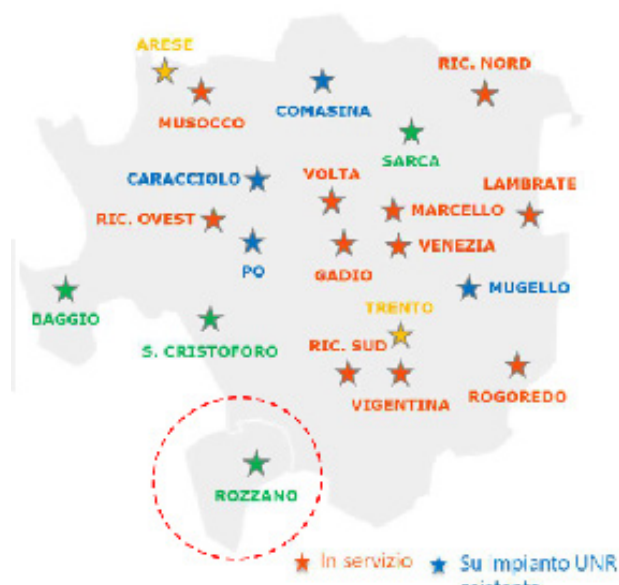 ARESE
RIC. NORD
MUSOCCO
COMASINA
SARCA
CARACCIOLO
VOLTA
LAMBRATE
RIC. OVEST
MARCELLO
PO
GADIO
VENEZIA
BAGGIO
MUGELLO
TRENTO
S. CRISTOFORO
RIC. SUD
VIGENTINA
ROGOREDO
ROZZANO
In servizio
Su impianto UNR